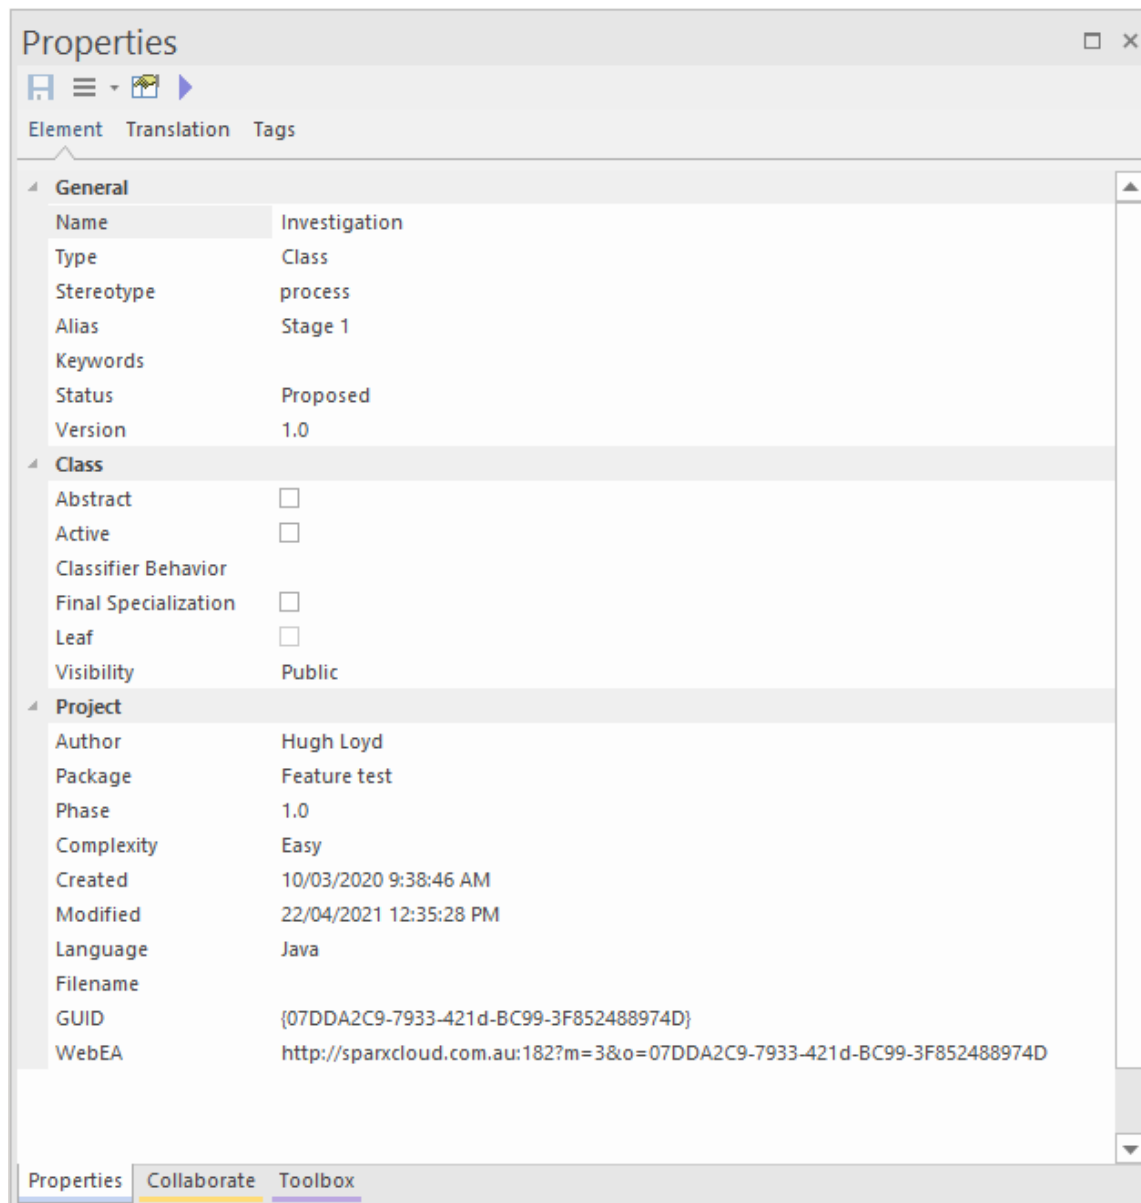 Properties
Element Translation Tags
General
Name Investigation
Type Class
Stereotype process
Alias Stage 1
Keywords
Status Proposed
Version 1.0
Class
Abstract
Active
Classifier Behavior
Final Specialization
Leaf
Visibility Public
Project
Author Hugh Loyd
Package Feature test
Phase 1.0
Complexity Easy
Created 10/03/2020 9:38:46 AM
Modified 22/04/2021 12:35:28 PM
Language Java
Filename
GUID {07DDA2C9-7933-421d-BC99-3F852488974D}
WebEA http://sparxcloud.com.au:182?m=3&o=07DDA2C9-7933-421d-BC99-3F852488974D
Properties Collaborate Toolbox